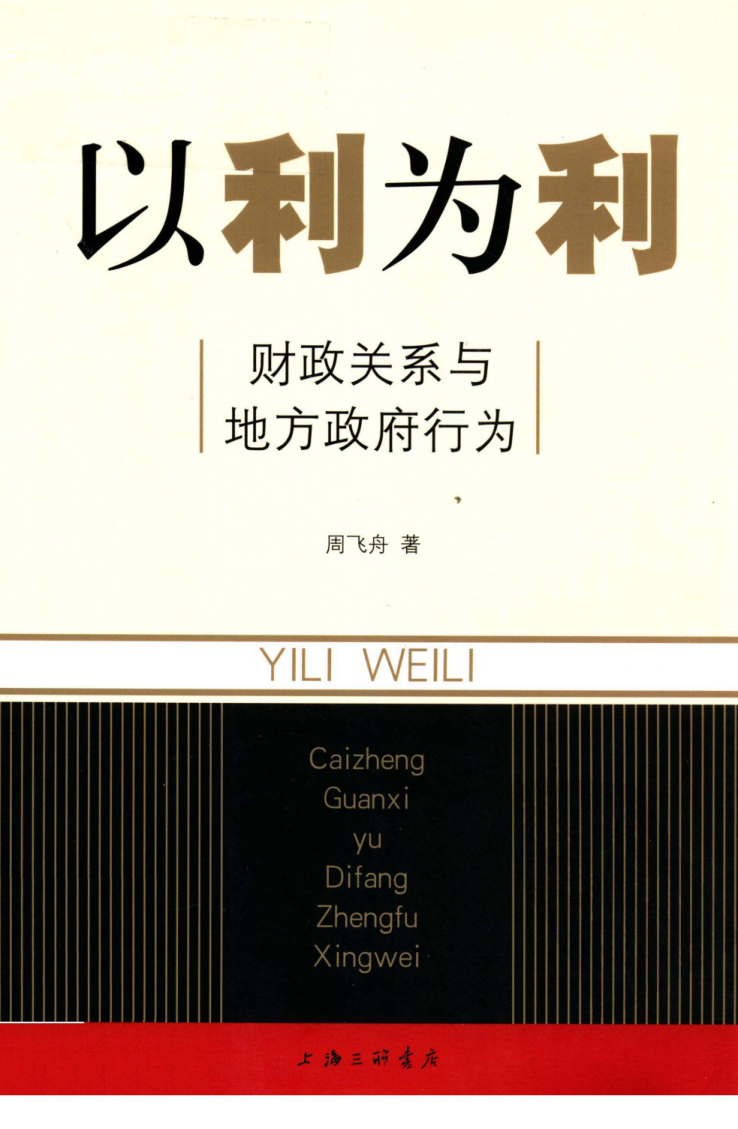 以利为利
财政关系与
地方政府行为
周飞舟 著
YILI WEILI
Caizheng
Guanxi
yu
Difang
Zhengfu
Xingwei
上海三联书店